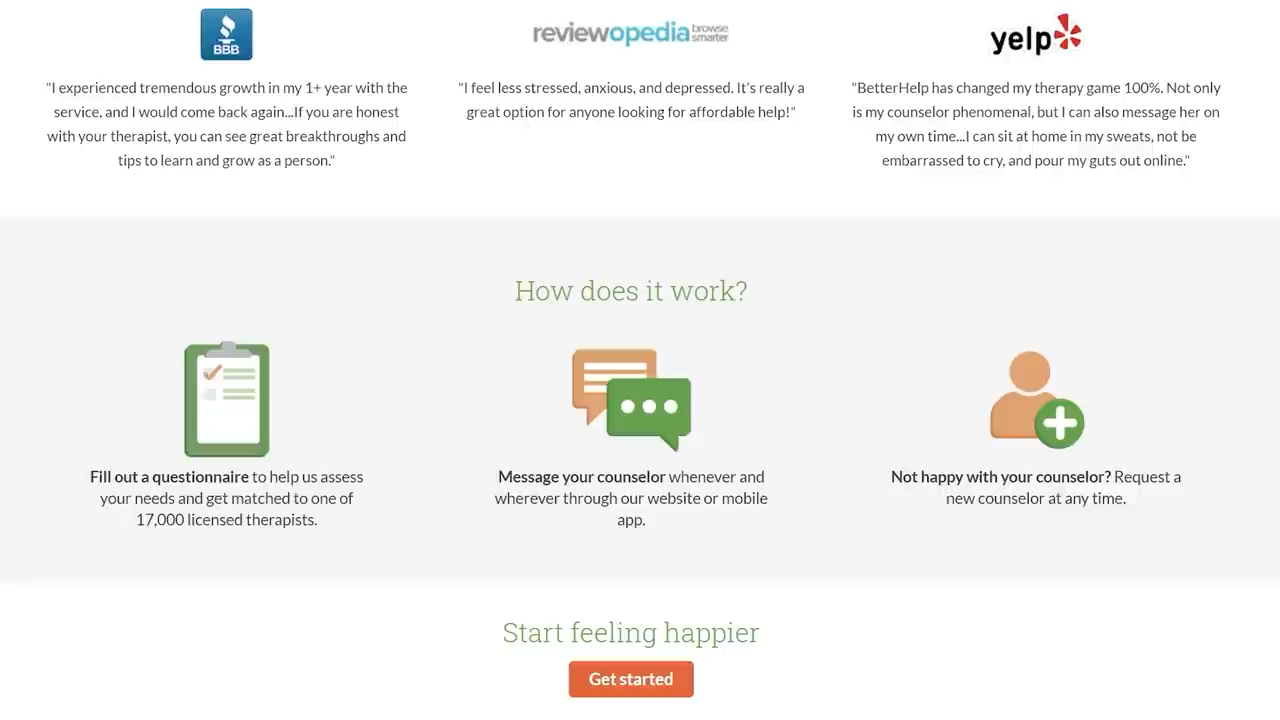 BBB
reviewopedia browse smarter
yelp
"I experienced tremendous growth in my 1+ year with the
service, and I would come back again...If you are honest
with your therapist, you can see great breakthroughs and
tips to learn and grow as a person."
"I feel less stressed, anxious, and depressed. It's really a
great option for anyone looking for affordable help!"
"BetterHelp has changed my therapy game 100%. Not only
is my counselor phenomenal, but I can also message her on
my own time...I can sit at home in my sweats, not be
embarrassed to cry, and pour my guts out online."
How does it work?
Fill out a questionnaire to help us assess
your needs and get matched to one of
17,000 licensed therapists.
Message your counselor whenever and
wherever through our website or mobile
app.
Not happy with your counselor? Request a
new counselor at any time.
Start feeling happier
Get started